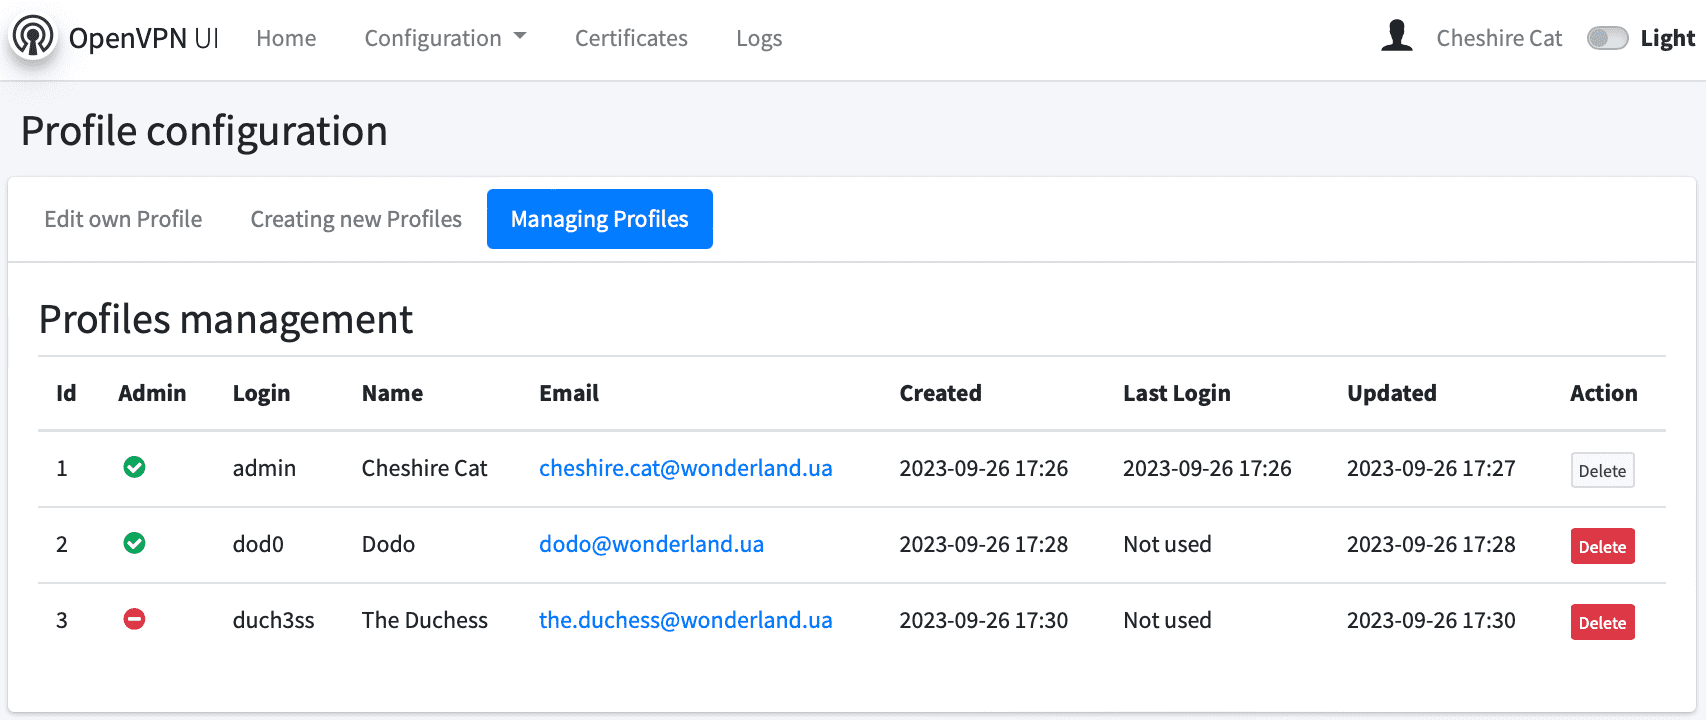 OpenVPN UI Home Configuration Certificates Logs Cheshire Cat Light
Profile configuration
Edit own Profile Creating new Profiles Managing Profiles
Profiles management
Id Admin Login Name Email Created Last Login Updated Action
1 admin Cheshire Cat cheshire.cat@wonderland.ua 2023-09-26 17:26 2023-09-26 17:26 2023-09-26 17:27 Delete
2 dod0 Dodo dodo@wonderland.ua 2023-09-26 17:28 Not used 2023-09-26 17:28 Delete
3 duch3ss The Duchess the.duchess@wonderland.ua 2023-09-26 17:30 Not used 2023-09-26 17:30 Delete